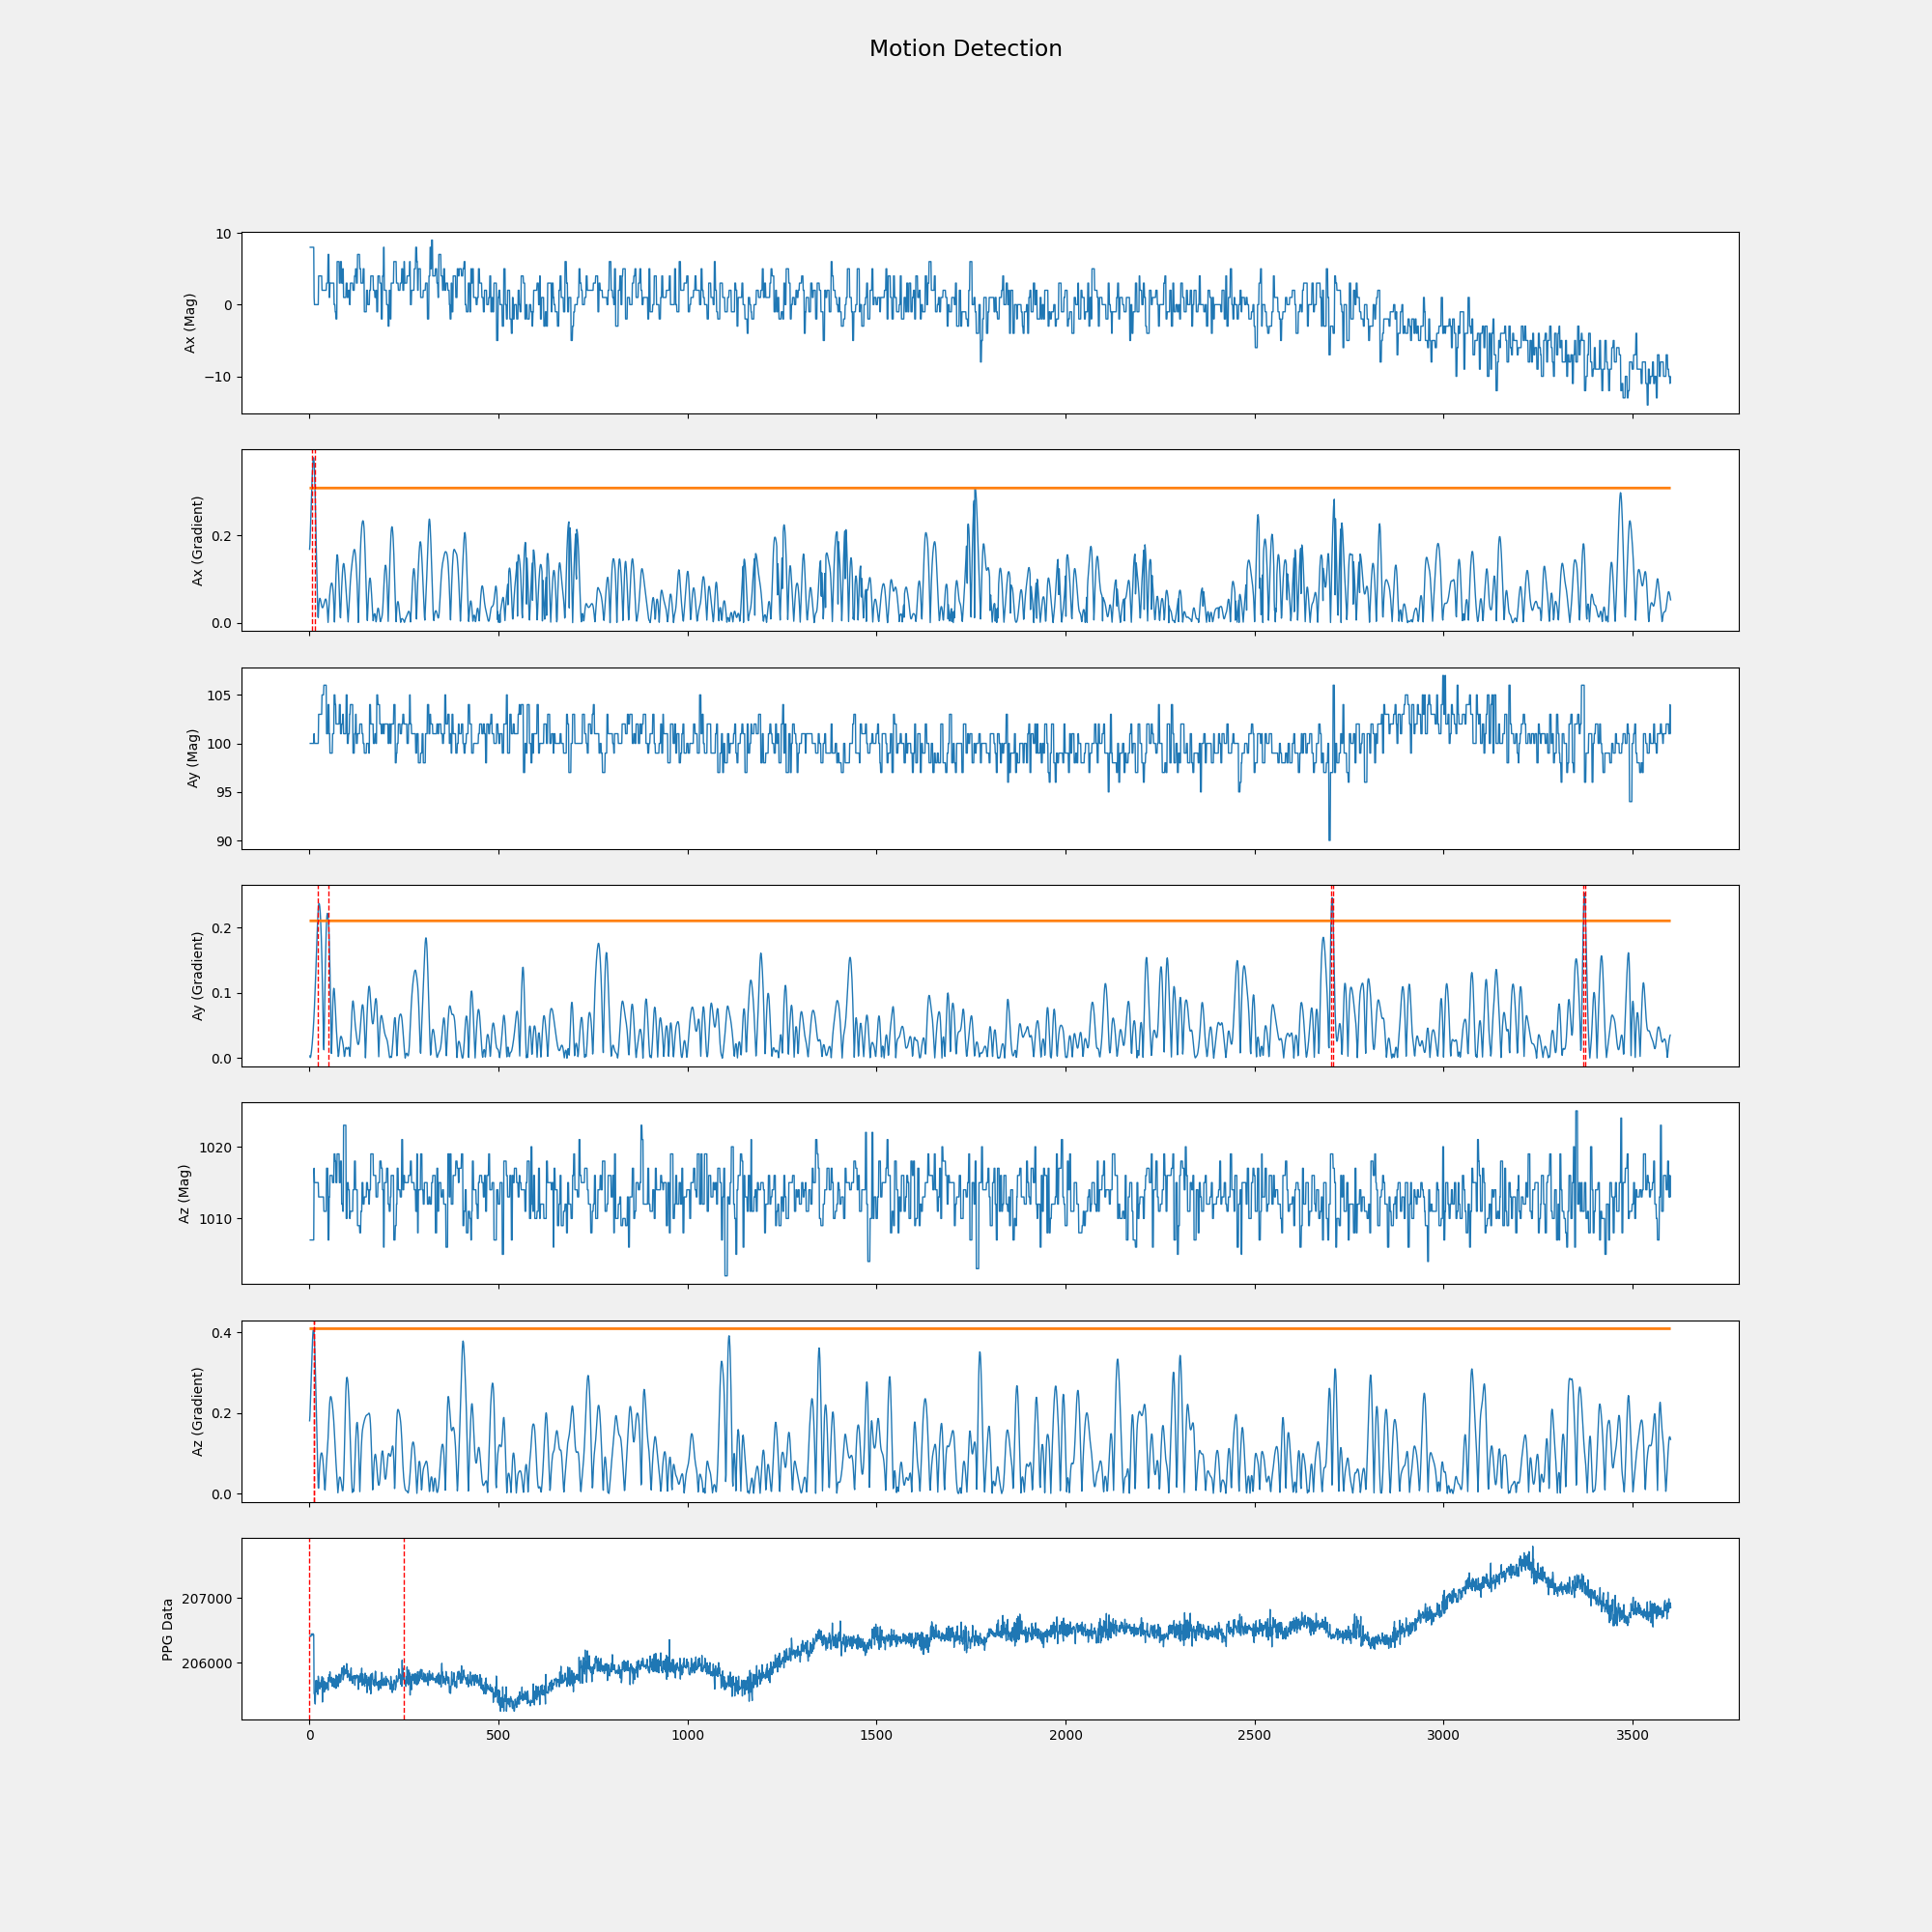 Motion Detection
10
0
−10
Ax (Mag)
0.2
0.0
Ax (Gradient)
105
100
95
90
Ay (Mag)
0.2
0.1
0.0
Ay (Gradient)
1020
1010
Az (Mag)
0.4
0.2
0.0
Az (Gradient)
207000
206000
PPG Data
0 500 1000 1500 2000 2500 3000 3500